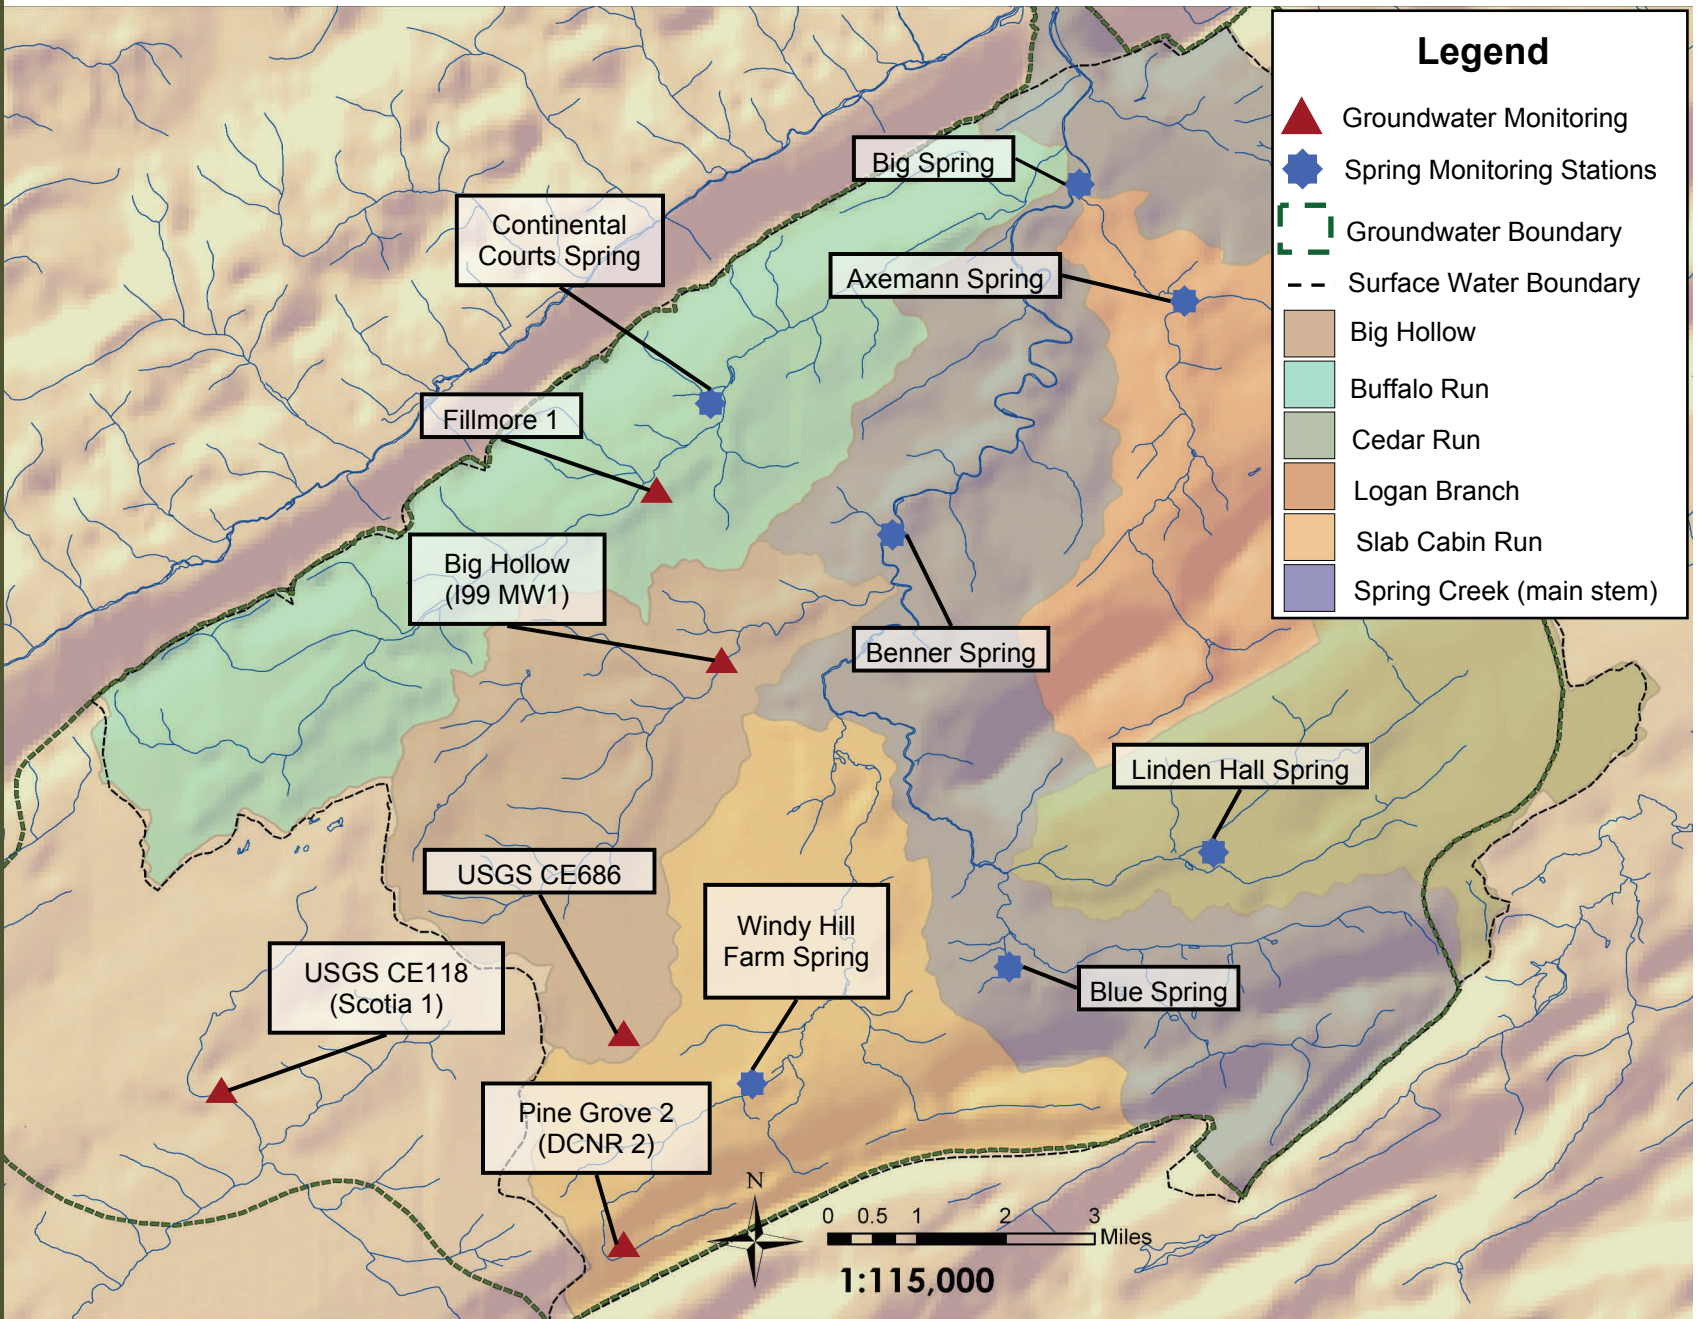 Legend
Groundwater Monitoring
Spring Monitoring Stations
Groundwater Boundary
Surface Water Boundary
Big Hollow
Buffalo Run
Cedar Run
Logan Branch
Slab Cabin Run
Spring Creek (main stem)
Big Spring
Continental
Courts Spring
Axemann Spring
Fillmore 1
Big Hollow
(I99 MW1)
Benner Spring
Linden Hall Spring
USGS CE686
Windy Hill
Farm Spring
USGS CE118
(Scotia 1)
Blue Spring
Pine Grove 2
(DCNR 2)
N
0 0.5 1 2 3
Miles
1:115,000